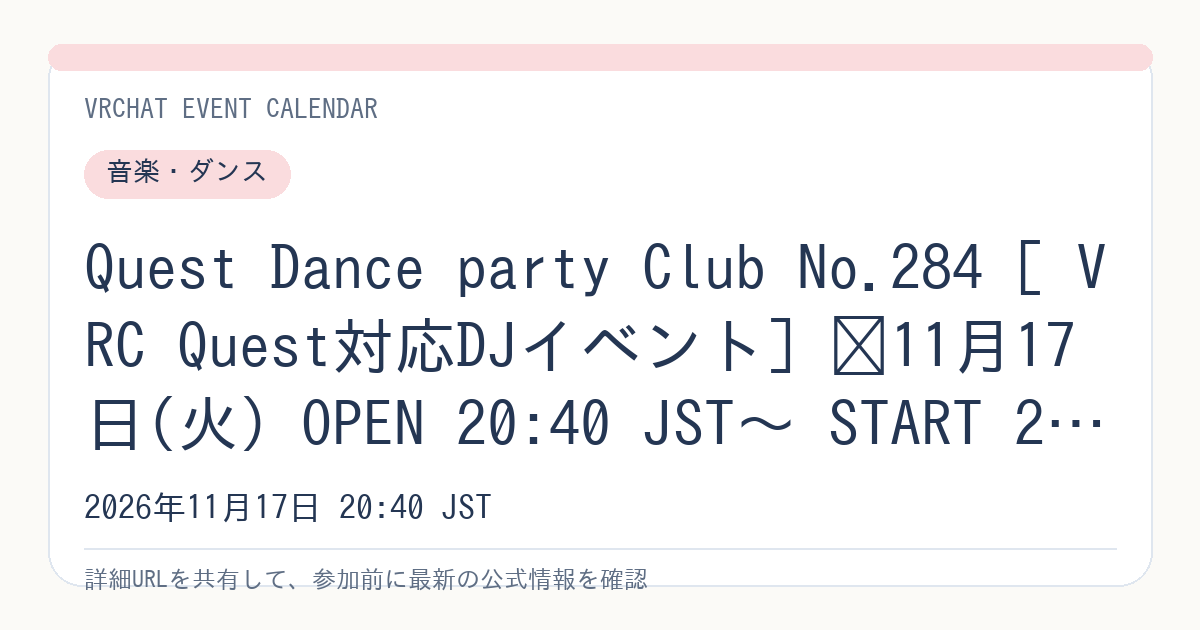 VRCHAT EVENT CALENDAR
音楽・ダンス
Quest Dance party Club No.284 [ V
RC Quest対応DJイベント] 11月17
日(火) OPEN 20:40 JST〜 START 2…
2026年11月17日 20:40 JST
詳細URLを共有して、参加前に最新の公式情報を確認